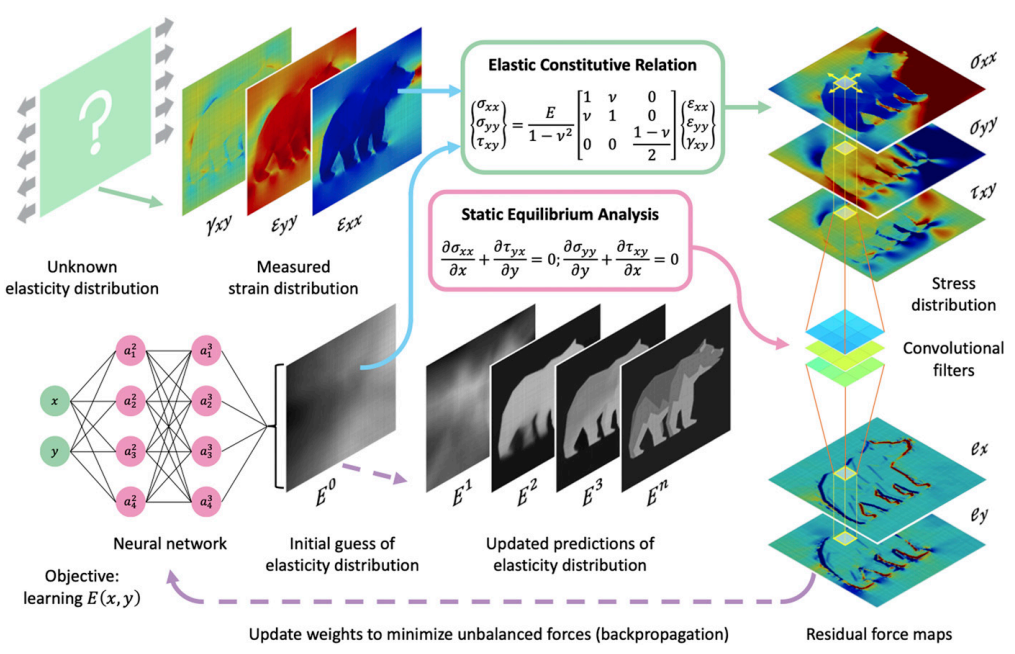 ?
γxy
εyy
εxx
Unknown
elasticity distribution
Measured
strain distribution
Elastic Constitutive Relation
{σxx σyy τxy} = E / 1 − ν² [1 ν 0 ν 1 0 0 0 1 − ν / 2] {εxx εyy γxy}
Static Equilibrium Analysis
∂σxx/∂x + ∂τyx/∂y = 0; ∂σyy/∂y + ∂τxy/∂x = 0
σxx
σyy
τxy
Stress
distribution
Convolutional
filters
x
y
a₁²
a₂²
a₃²
a₄²
a₁³
a₂³
a₃³
a₄³
E⁰
E¹
E²
E³
Eⁿ
Neural network
Initial guess of
elasticity distribution
Updated predictions of
elasticity distribution
ex
ey
Objective:
learning E(x, y)
Update weights to minimize unbalanced forces (backpropagation)
Residual force maps